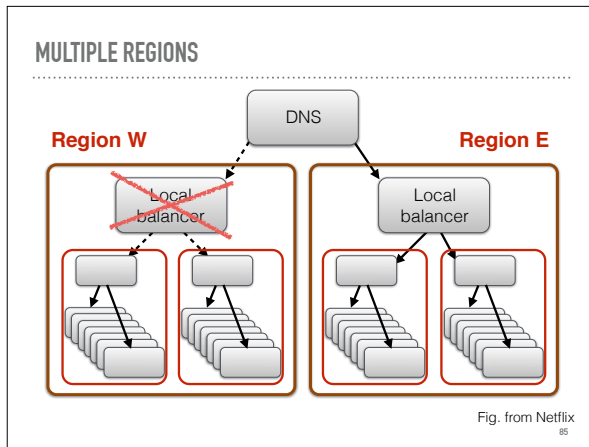 MULTIPLE REGIONS
DNS
Region W
Region E
Local
balancer
Local
balancer
Fig. from Netflix
85